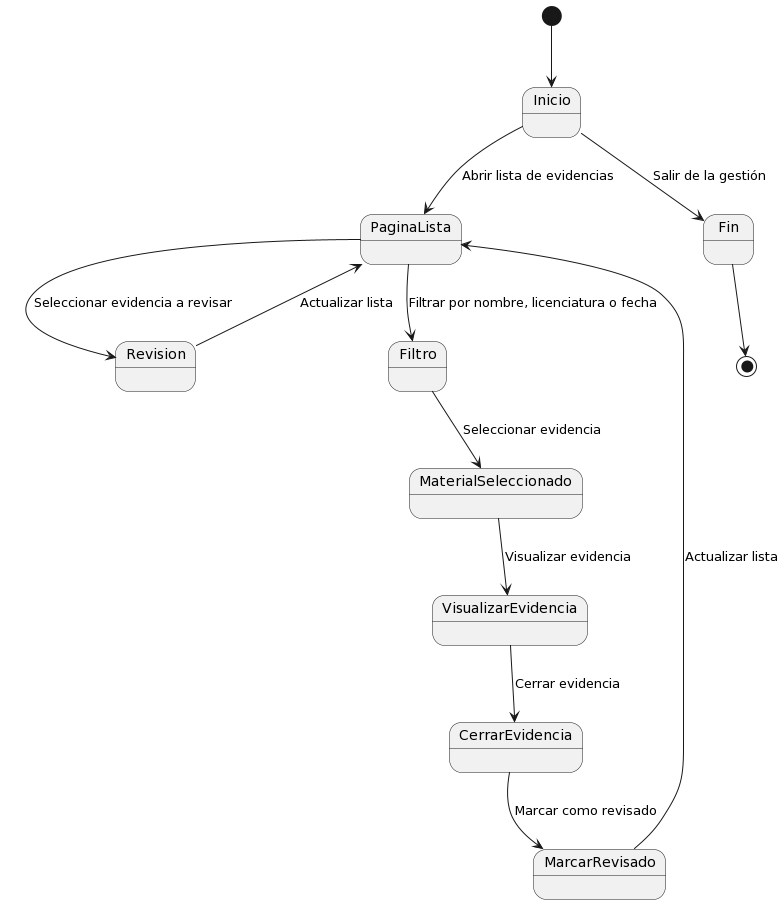 Inicio
Abrir lista de evidencias
Salir de la gestión
PaginaLista
Fin
Seleccionar evidencia a revisar
Actualizar lista
Filtrar por nombre, licenciatura o fecha
Revision
Filtro
Seleccionar evidencia
MaterialSeleccionado
Visualizar evidencia
Actualizar lista
VisualizarEvidencia
Cerrar evidencia
CerrarEvidencia
Marcar como revisado
MarcarRevisado